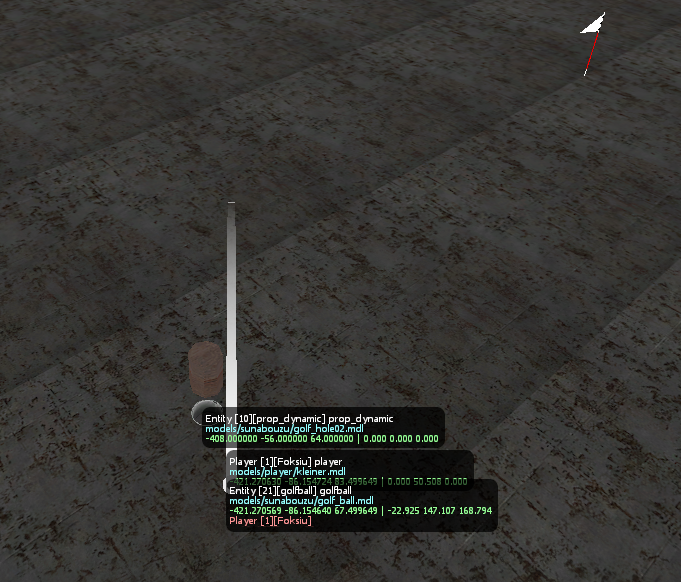 Entity [10][prop_dynamic] prop_dynamic
models/sunabouzu/golf_hole02.mdl
-408.000000 -56.000000 64.000000 | 0.000 0.000 0.000
Player [1][Foksiu] player
models/player/kleiner.mdl
-421.270630 -86.154724 83.499649 | 0.000 50.508 0.000
Entity [21][golfball] golfball
models/sunabouzu/golf_ball.mdl
-421.270569 -86.154640 67.499649 | -22.925 147.107 168.794
Player [1][Foksiu]